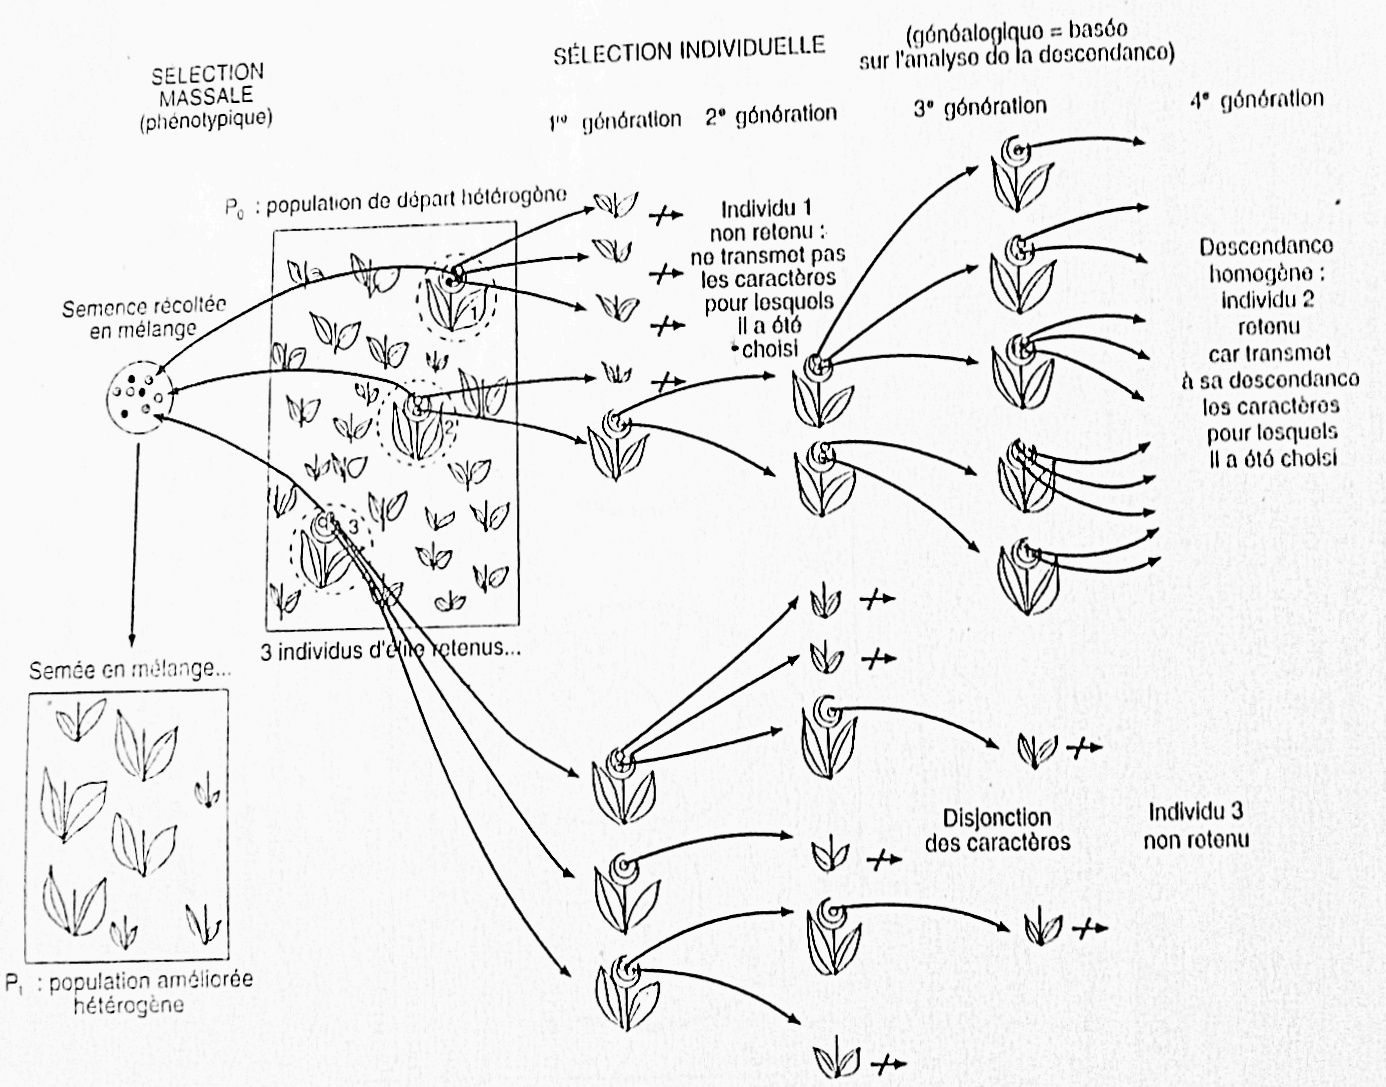 SÉLECTION
MASSALE
(phénotypique)
SÉLECTION INDIVIDUELLE
(généalogique = basée
sur l'analyse de la descendance)
1re génération
2e génération
3e génération
4e génération
P0 : population de départ hétérogène
Semence récoltée
en mélange
1
2
3
3 individus d'élite retenus...
Semée en mélange...
P1 : population améliorée
hétérogène
Individu 1
non retenu :
ne transmet pas
les caractères
pour lesquels
il a été
choisi
Descendance
homogène :
individu 2
retenu
car transmet
à sa descendance
les caractères
pour lesquels
il a été choisi
Disjonction
des caractères
Individu 3
non retenu